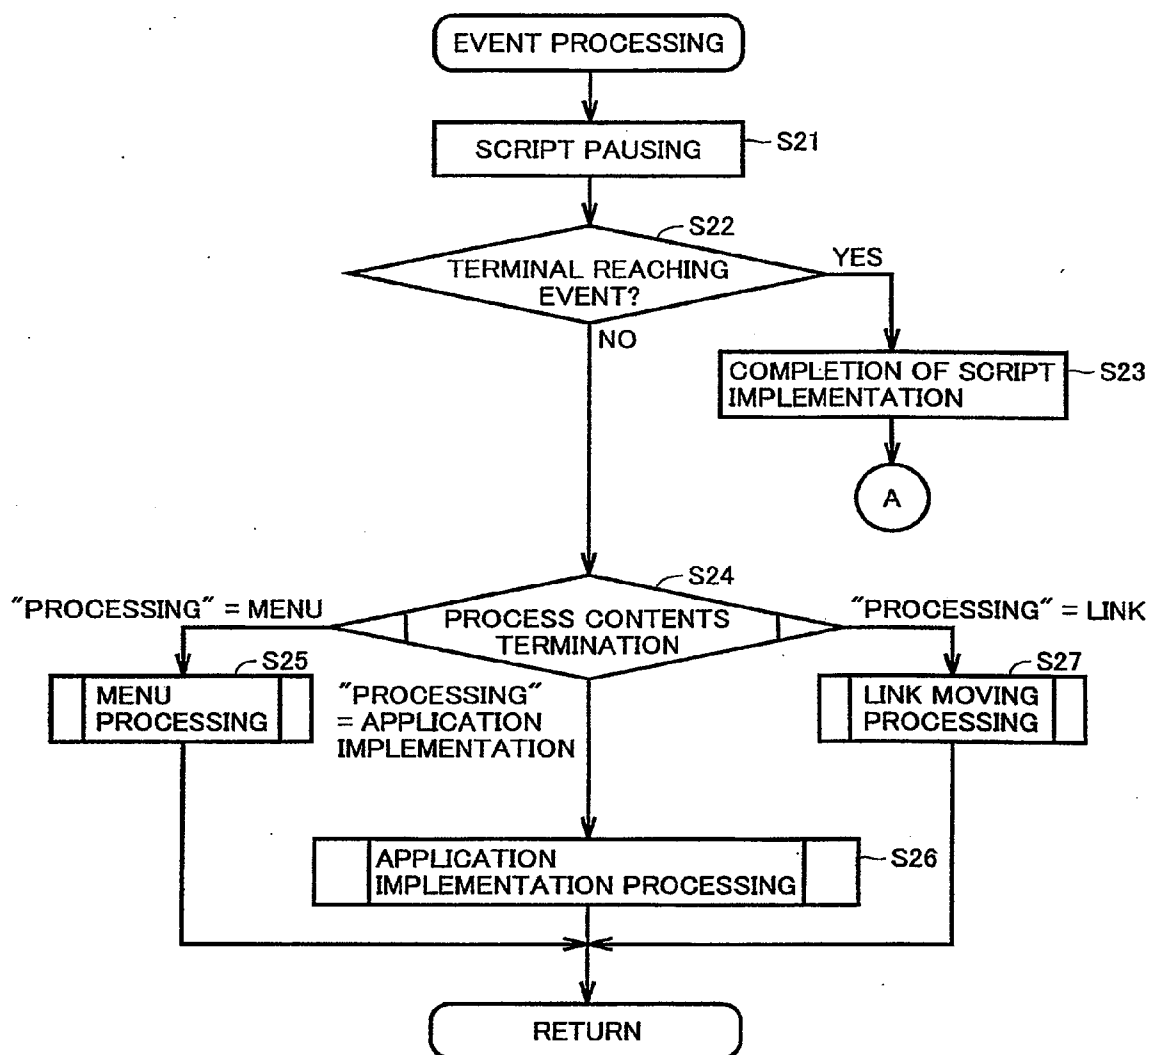 EVENT PROCESSING
SCRIPT PAUSING
S21
S22
TERMINAL REACHING
EVENT?
YES
NO
COMPLETION OF SCRIPT
IMPLEMENTATION
S23
A
S24
PROCESS CONTENTS
TERMINATION
"PROCESSING" = MENU
"PROCESSING" = LINK
S25
MENU
PROCESSING
"PROCESSING"
= APPLICATION
IMPLEMENTATION
S27
LINK MOVING
PROCESSING
APPLICATION
IMPLEMENTATION PROCESSING
S26
RETURN